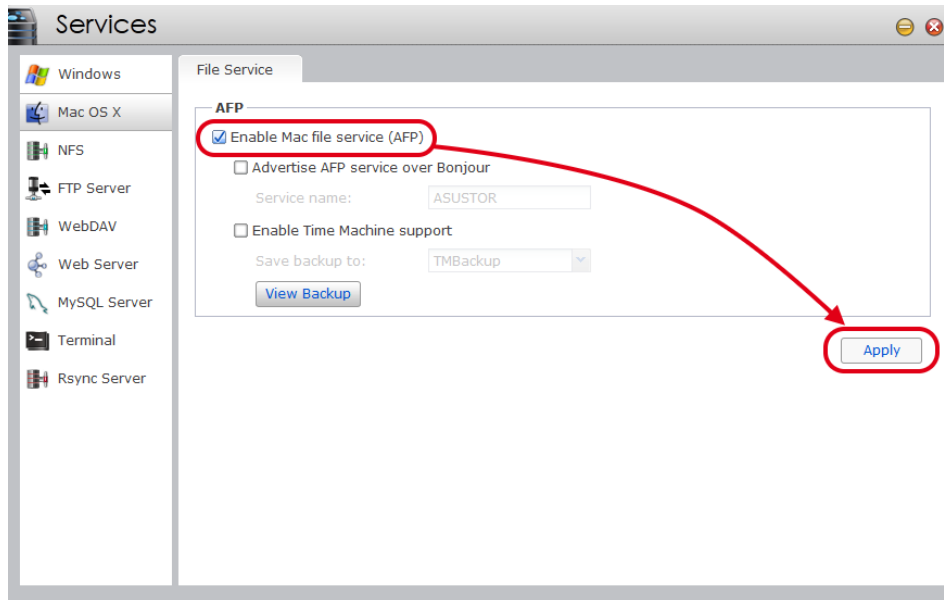 Services
Windows
Mac OS X
NFS
FTP Server
WebDAV
Web Server
MySQL Server
Terminal
Rsync Server
File Service
AFP
Enable Mac file service (AFP)
Advertise AFP service over Bonjour
Service name: ASUSTOR
Enable Time Machine support
Save backup to: TMBackup
View Backup
Apply